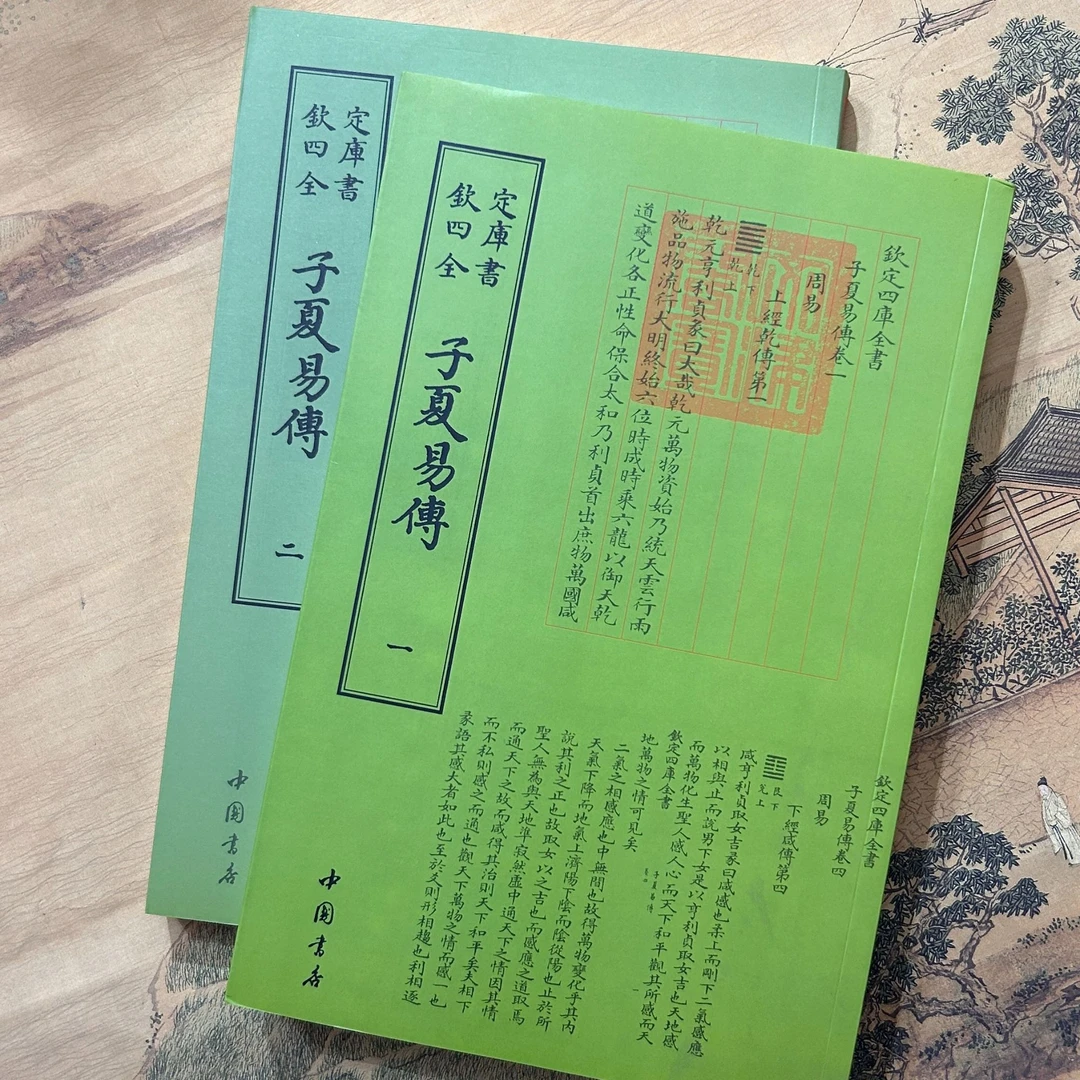 欽定四庫全書
子夏易傳
二
中國書店
欽定四庫全書
子夏易傳
一
中國書店
欽定四庫全書
子夏易傳卷一
周易
上經乾傳第一
乾下
乾上
乾元亨利貞彖曰大哉乾元萬物資始乃統天雲行雨
施品物流行大明終始六位時成時乘六龍以御天乾
道變化各正性命保合太和乃利貞首出庶物萬國咸
欽定四庫全書
子夏易傳卷四
周易
下經咸傳第四
艮下
兌上
咸亨利貞取女吉彖曰咸感也柔上而剛下二氣感應
以相與止而說男下女是以亨利貞取女吉也天地感
而萬物化生聖人感人心而天下和平觀其所感而天
欽定四庫全書
子夏易傳
地萬物之情可見矣
二氣之相感應也中無間也故得萬物變化乎其內
天氣下降而地氣上濟陽下陰而陰從陽也止於所
說其利之正也故取女以之吉也而感應之道取焉
聖人無為與天地準寂然虛中通天下之情因其情
而通天下之故而咸得其治則天下和平矣夫相下
而不私則感之而通也觀天下萬物之情而感一也
彖語其感大者如此也至於爻則形相趨也利相逐